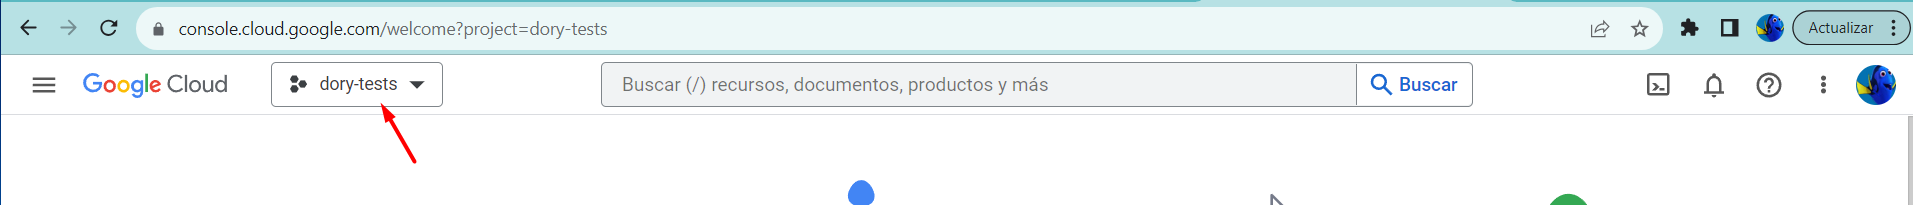 console.cloud.google.com/welcome?project=dory-tests
Actualizar
Google Cloud
dory-tests
Buscar (/) recursos, documentos, productos y más
Buscar